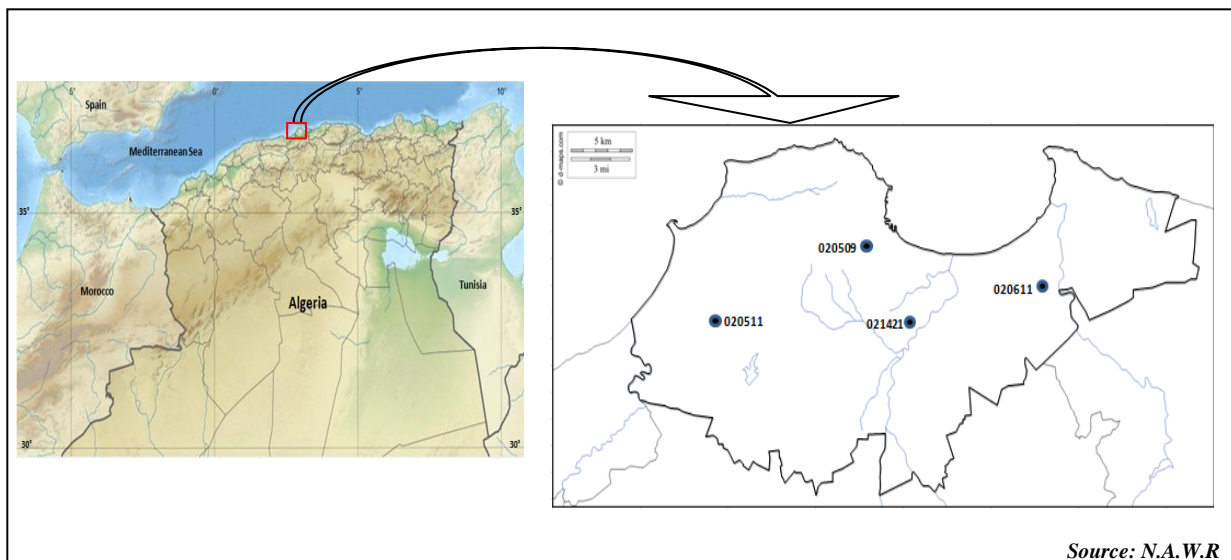 5°
0°
5°
10°
Spain
Mediterranean Sea
35°
35°
Morocco
Algeria
Tunisia
30°
30°
© d-maps.com
5 km
3 mi
020509
020611
020511
021421
Source: N.A.W.R